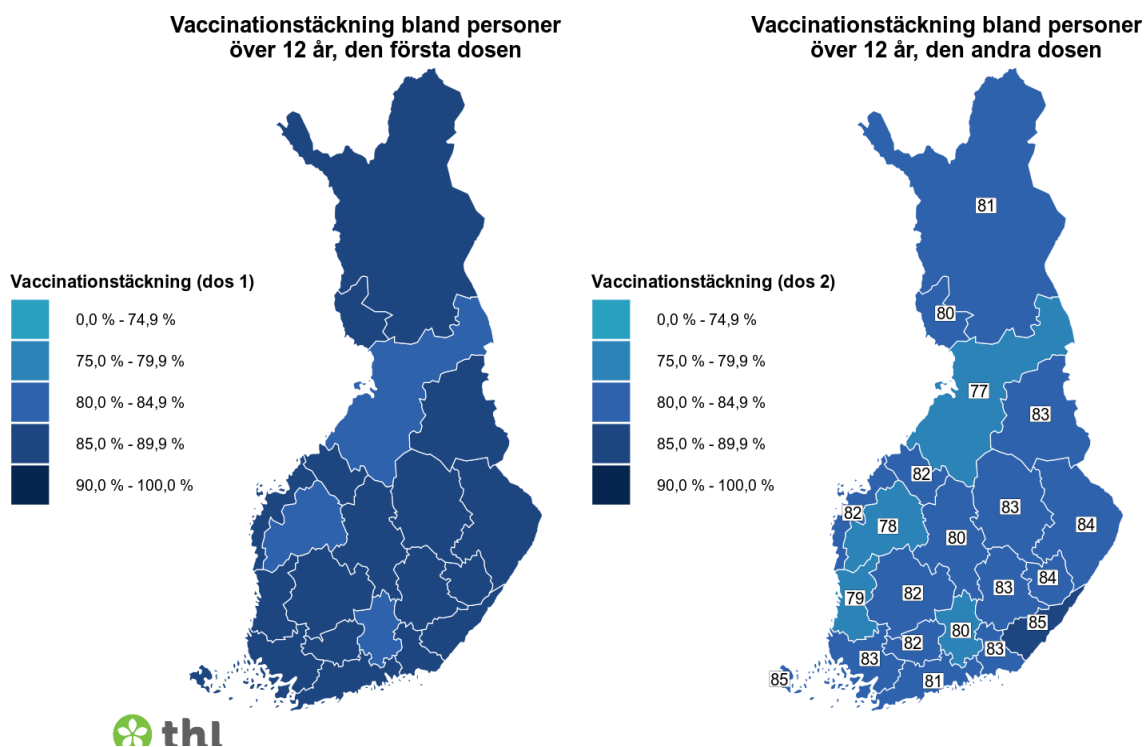 Vaccinationstäckning bland personer
över 12 år, den första dosen
Vaccinationstäckning (dos 1)
0,0 % - 74,9 %
75,0 % - 79,9 %
80,0 % - 84,9 %
85,0 % - 89,9 %
90,0 % - 100,0 %
thl
Vaccinationstäckning bland personer
över 12 år, den andra dosen
Vaccinationstäckning (dos 2)
0,0 % - 74,9 %
75,0 % - 79,9 %
80,0 % - 84,9 %
85,0 % - 89,9 %
90,0 % - 100,0 %
81
80
77
83
82
82
78
83
84
80
84
83
82
79
85
80
82
83
83
85
81